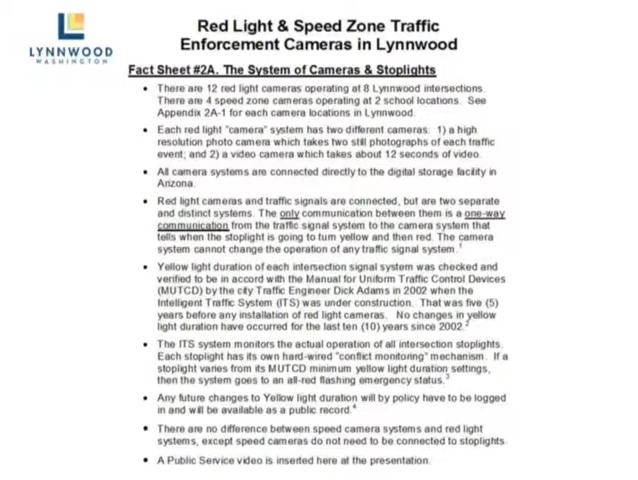 LYNNWOOD
WASHINGTON
Red Light & Speed Zone Traffic
Enforcement Cameras in Lynnwood
Fact Sheet #2A. The System of Cameras & Stoplights
• There are 12 red light cameras operating at 8 Lynnwood intersections.
There are 4 speed zone cameras operating at 2 school locations. See
Appendix 2A-1 for each camera locations in Lynnwood.
• Each red light "camera" system has two different cameras: 1) a high
resolution photo camera which takes two still photographs of each traffic
event; and 2) a video camera which takes about 12 seconds of video.
• All camera systems are connected directly to the digital storage facility in
Arizona.
• Red light cameras and traffic signals are connected, but are two separate
and distinct systems. The only communication between them is a one-way
communication from the traffic signal system to the camera system that
tells when the stoplight is going to turn yellow and then red. The camera
system cannot change the operation of any traffic signal system.1
• Yellow light duration of each intersection signal system was checked and
verified to be in accord with the Manual for Uniform Traffic Control Devices
(MUTCD) by the city Traffic Engineer Dick Adams in 2002 when the
Intelligent Traffic System (ITS) was under construction. That was five (5)
years before any installation of red light cameras. No changes in yellow
light duration have occurred for the last ten (10) years since 2002.2
• The ITS system monitors the actual operation of all intersection stoplights.
Each stoplight has its own hard-wired "conflict monitoring" mechanism. If a
stoplight varies from its MUTCD minimum yellow light duration settings,
then the system goes to an all-red flashing emergency status.3
• Any future changes to Yellow light duration will by policy have to be logged
in and will be available as a public record.4
• There are no difference between speed camera systems and red light
systems, except speed cameras do not need to be connected to stoplights.
• A Public Service video is inserted here at the presentation.